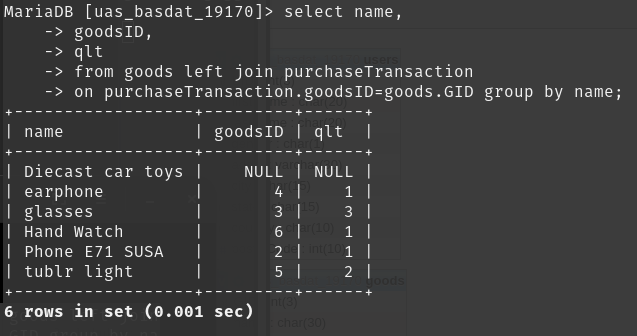 MariaDB [uas_basdat_19170]> select name,
    -> goodsID,
    -> qlt
    -> from goods left join purchaseTransaction
    -> on purchaseTransaction.goodsID=goods.GID group by name;
+------------------+---------+------+
| name             | goodsID | qlt  |
+------------------+---------+------+
| Diecast car toys |    NULL | NULL |
| earphone         |       4 |    1 |
| glasses          |       3 |    3 |
| Hand Watch       |       6 |    1 |
| Phone E71 SUSA   |       2 |    1 |
| tublr light      |       5 |    2 |
+------------------+---------+------+
6 rows in set (0.001 sec)